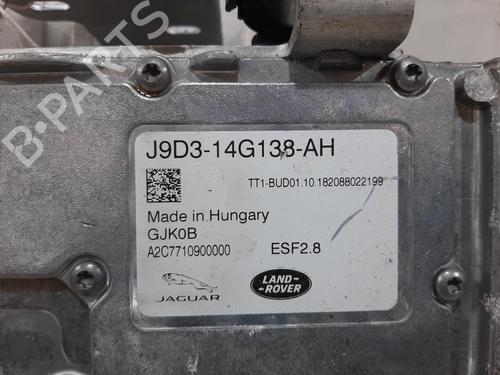 J9D3-14G138-AH
TT1-BUD01.10.182088022199
Made in Hungary
GJK0B
A2C7710900000 ESF2.8
JAGUAR
LAND-
-ROVER
B-PARTS